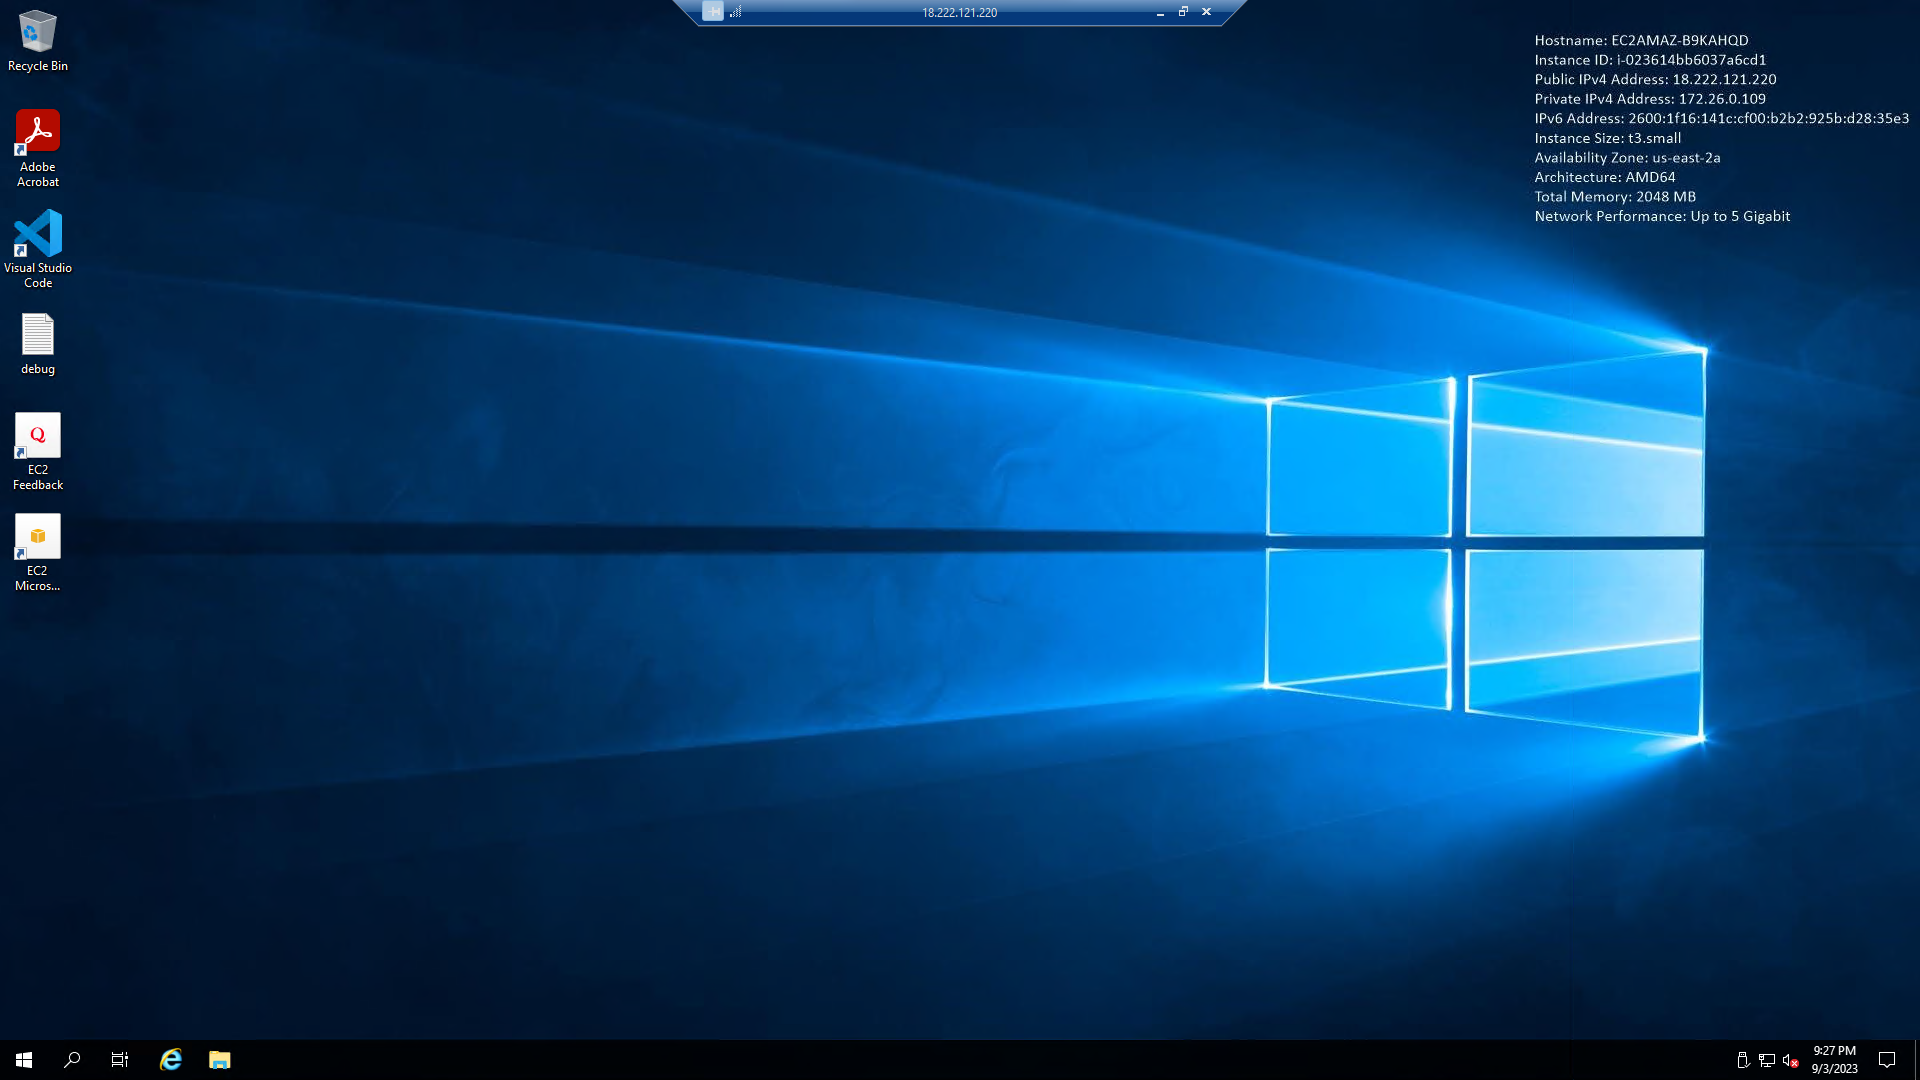 18.222.121.220
Hostname: EC2AMAZ-B9KAHQD
Instance ID: i-023614bb6037a6cd1
Public IPv4 Address: 18.222.121.220
Private IPv4 Address: 172.26.0.109
IPv6 Address: 2600:1f16:141c:cf00:b2b2:925b:d28:35e3
Instance Size: t3.small
Availability Zone: us-east-2a
Architecture: AMD64
Total Memory: 2048 MB
Network Performance: Up to 5 Gigabit
Recycle Bin
Adobe
Acrobat
Visual Studio
Code
debug
Q
EC2
Feedback
EC2
Micros...
9:27 PM
9/3/2023